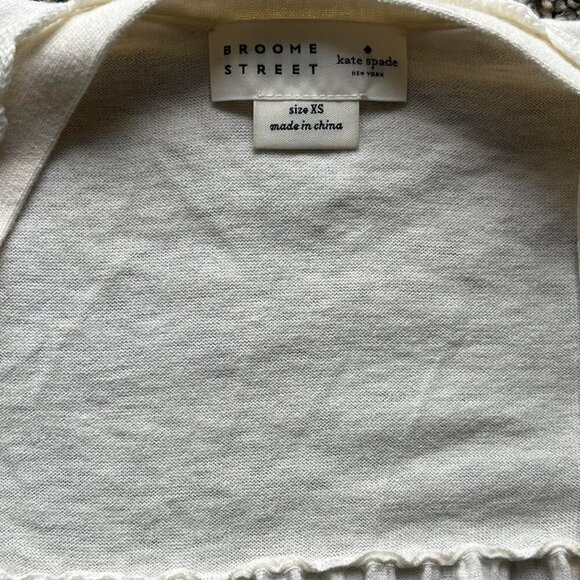 BROOME
STREET
kate spade
NEW YORK
size XS
made in china